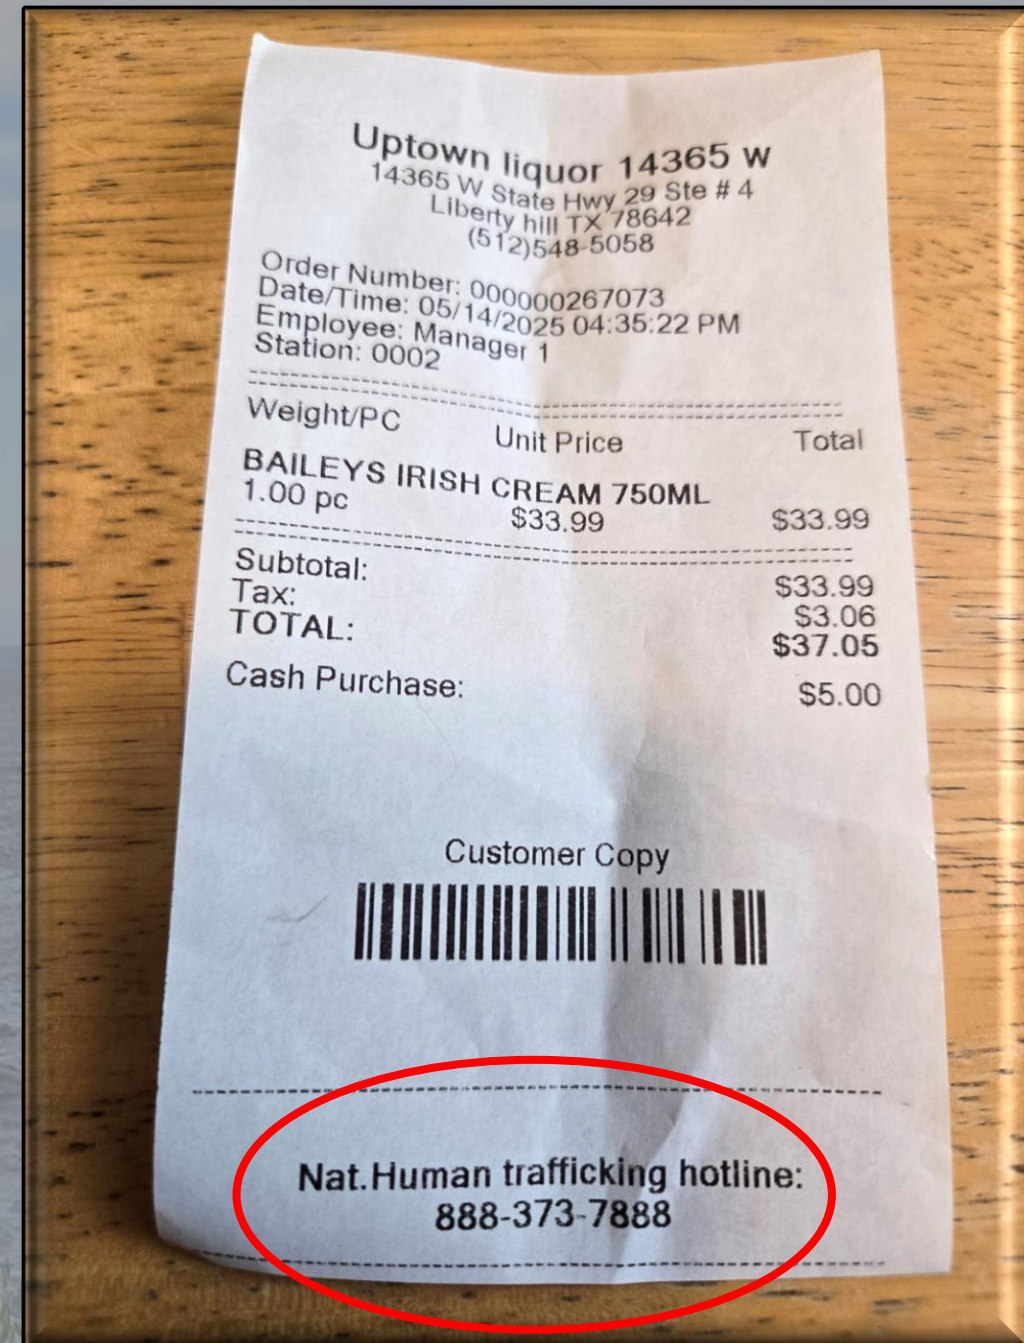 Uptown liquor 14365 w
14365 W State Hwy 29 Ste # 4
Liberty hill TX 78642
(512)548-5058
Order Number: 000000267073
Date/Time: 05/14/2025 04:35:22 PM
Employee: Manager 1
Station: 0002
Weight/PC Unit Price Total
BAILEYS IRISH CREAM 750ML
1.00 pc $33.99 $33.99
Subtotal: $33.99
Tax: $3.06
TOTAL: $37.05
Cash Purchase: $5.00
Customer Copy
Nat.Human trafficking hotline:
888-373-7888